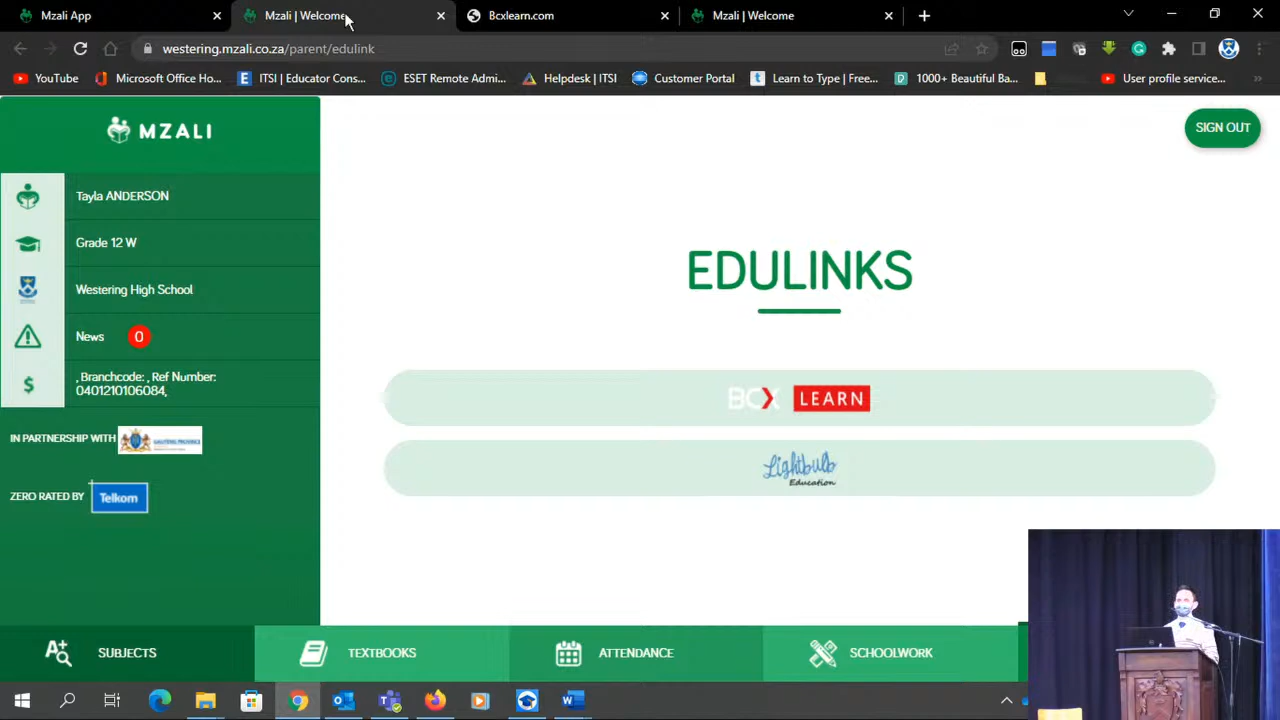 Mzali App
Mzali | Welcome
Bcxlearn.com
Mzali | Welcome
westering.mzali.co.za/parent/edulink
YouTube
Microsoft Office Ho...
ITSI | Educator Cons...
ESET Remote Admi...
Helpdesk | ITSI
Customer Portal
Learn to Type | Free...
1000+ Beautiful Ba...
User profile service...
MZALI
SIGN OUT
Tayla ANDERSON
Grade 12 W
Westering High School
News 0
, Branchcode: , Ref Number:
0401210106084,
IN PARTNERSHIP WITH
GAUTENG PROVINCE
ZERO RATED BY Telkom
EDULINKS
BCX LEARN
Lightbulb
Education
SUBJECTS
TEXTBOOKS
ATTENDANCE
SCHOOLWORK